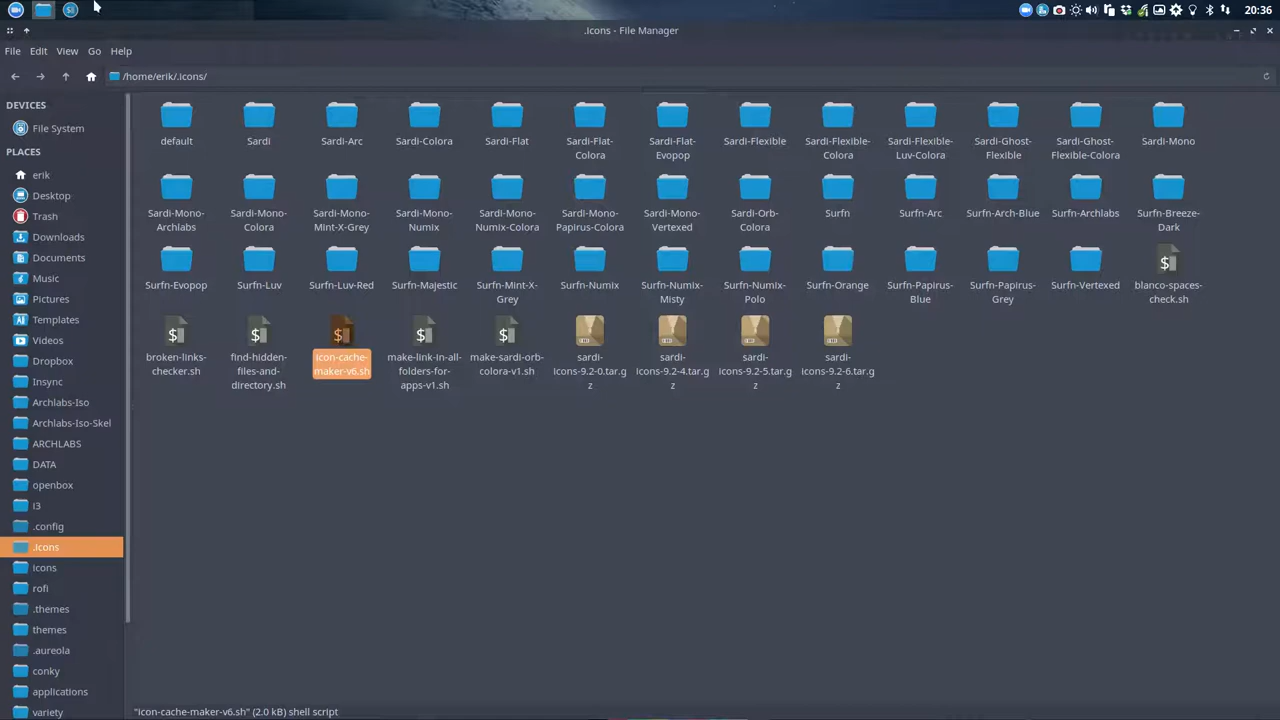 20:36
.Icons - File Manager
File Edit View Go Help
/home/erik/.icons/
DEVICES
File System
PLACES
erik
Desktop
Trash
Downloads
Documents
Music
Pictures
Templates
Videos
Dropbox
Insync
Archlabs-Iso
Archlabs-Iso-Skel
ARCHLABS
DATA
openbox
I3
.config
.Icons
Icons
rofi
.themes
themes
.aureola
conky
applications
variety
default
Sardi
Sardi-Arc
Sardi-Colora
Sardi-Flat
Sardi-Flat-
Colora
Sardi-Flat-
Evopop
Sardi-Flexible
Sardi-Flexible-
Colora
Sardi-Flexible-
Luv-Colora
Sardi-Ghost-
Flexible
Sardi-Ghost-
Flexible-Colora
Sardi-Mono
Sardi-Mono-
Archlabs
Sardi-Mono-
Colora
Sardi-Mono-
Mint-X-Grey
Sardi-Mono-
Numix
Sardi-Mono-
Numix-Colora
Sardi-Mono-
Papirus-Colora
Sardi-Mono-
Vertexed
Sardi-Orb-
Colora
Surfn
Surfn-Arc
Surfn-Arch-Blue
Surfn-Archlabs
Surfn-Breeze-
Dark
Surfn-Evopop
Surfn-Luv
Surfn-Luv-Red
Surfn-Majestic
Surfn-Mint-X-
Grey
Surfn-Numix
Surfn-Numix-
Misty
Surfn-Numix-
Polo
Surfn-Orange
Surfn-Papirus-
Blue
Surfn-Papirus-
Grey
Surfn-Vertexed
blanco-spaces-
check.sh
broken-links-
checker.sh
find-hidden-
files-and-
directory.sh
icon-cache-
maker-v6.sh
make-link-in-all-
folders-for-
apps-v1.sh
make-sardi-orb-
colora-v1.sh
sardi-
icons-9.2-0.tar.g
z
sardi-
icons-9.2-4.tar.g
z
sardi-
icons-9.2-5.tar.g
z
sardi-
icons-9.2-6.tar.g
z
"icon-cache-maker-v6.sh" (2.0 kB) shell script